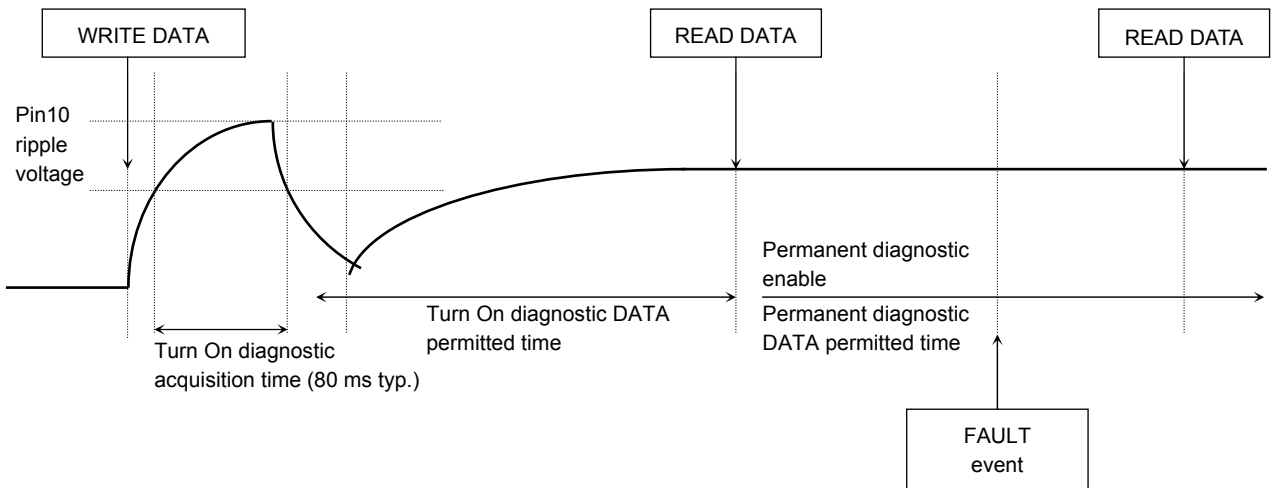 WRITE DATA
READ DATA
READ DATA
Pin10
ripple
voltage
Permanent diagnostic
enable
Turn On diagnostic DATA
permitted time
Permanent diagnostic
DATA permitted time
Turn On diagnostic
acquisition time (80 ms typ.)
FAULT
event